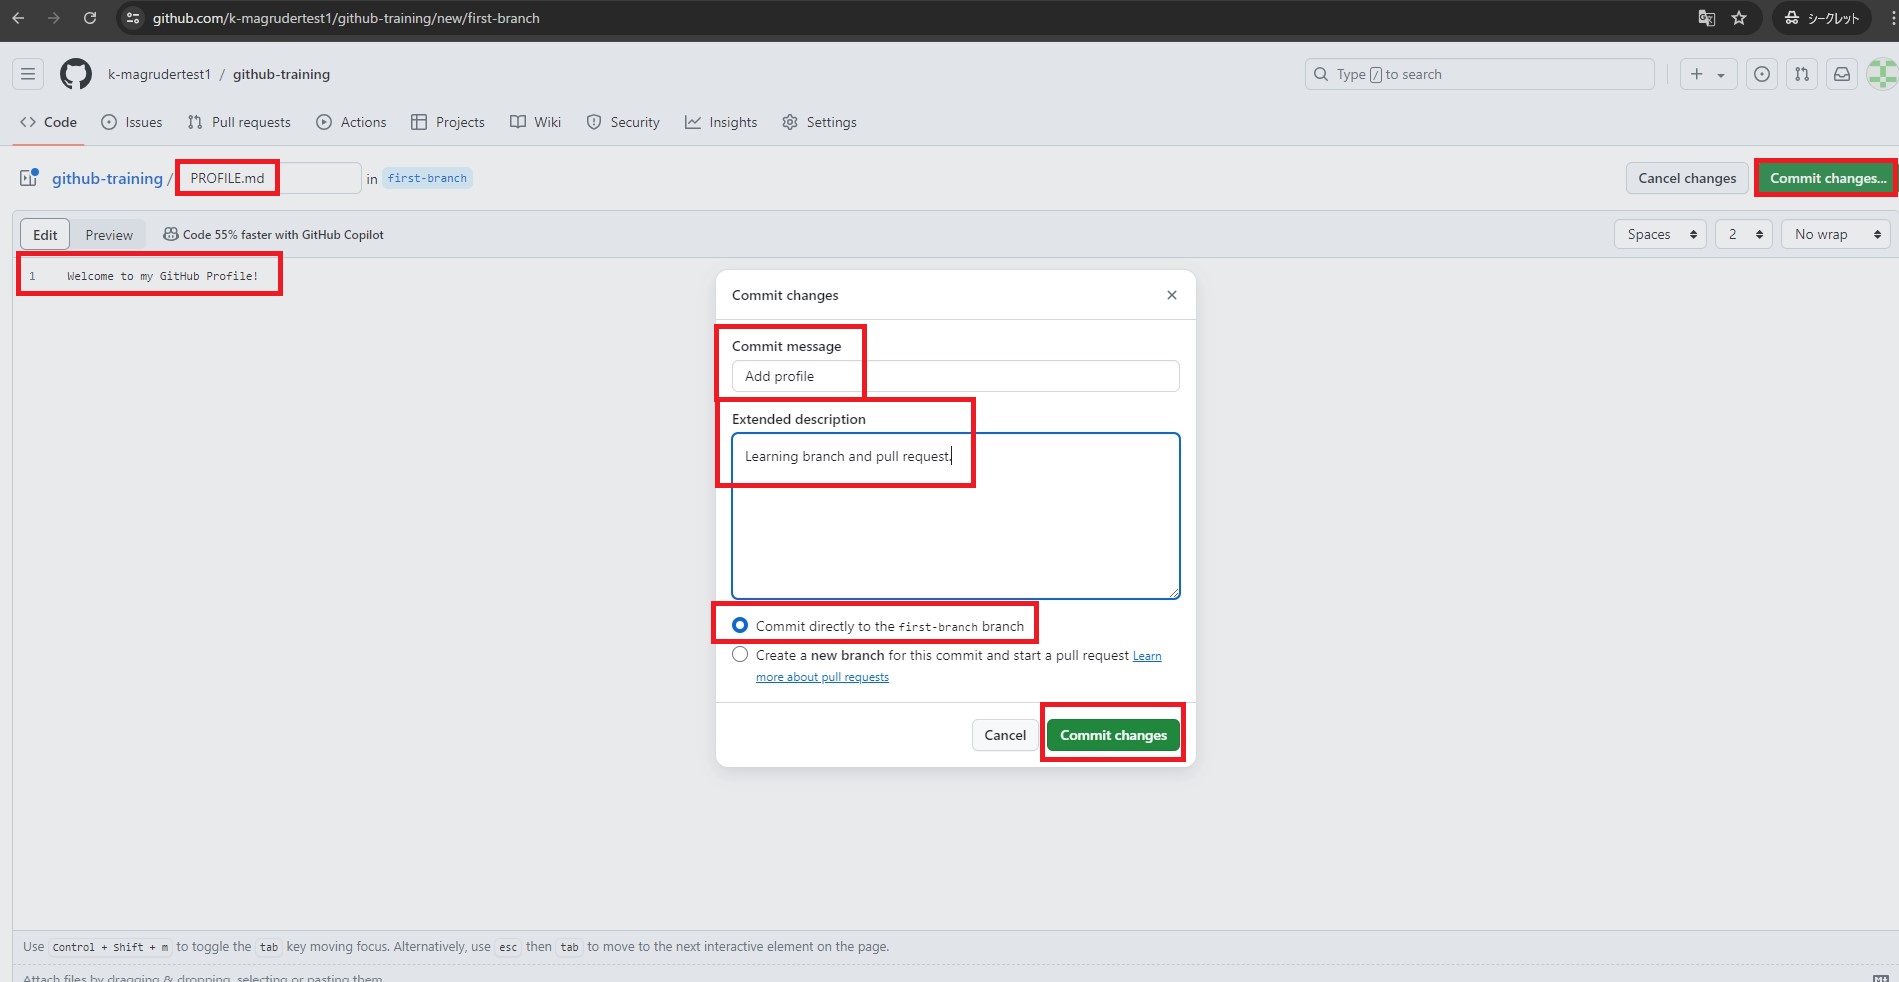 github.com/k-magrudertest1/github-training/new/first-branch シークレット
k-magrudertest1 / github-training Type / to search
Code Issues Pull requests Actions Projects Wiki Security Insights Settings
github-training / PROFILE.md in first-branch Cancel changes Commit changes...
Edit Preview Code 55% faster with GitHub Copilot Spaces 2 No wrap
1 Welcome to my GitHub Profile!
Commit changes
Commit message
Add profile
Extended description
Learning branch and pull request.
Commit directly to the first-branch branch
Create a new branch for this commit and start a pull request Learn
more about pull requests
Cancel Commit changes
Use Control + Shift + m to toggle the tab key moving focus. Alternatively, use esc then tab to move to the next interactive element on the page.
Attach files by dragging & dropping, selecting or pasting them.